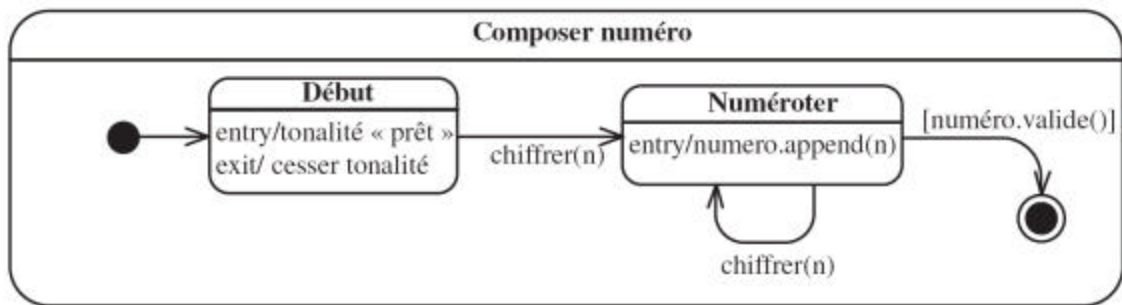 Composer numéro
Début
entry/tonalité « prêt »
exit/ cesser tonalité
chiffrer(n)
Numéroter
entry/numero.append(n)
chiffrer(n)
[numéro.valide()]